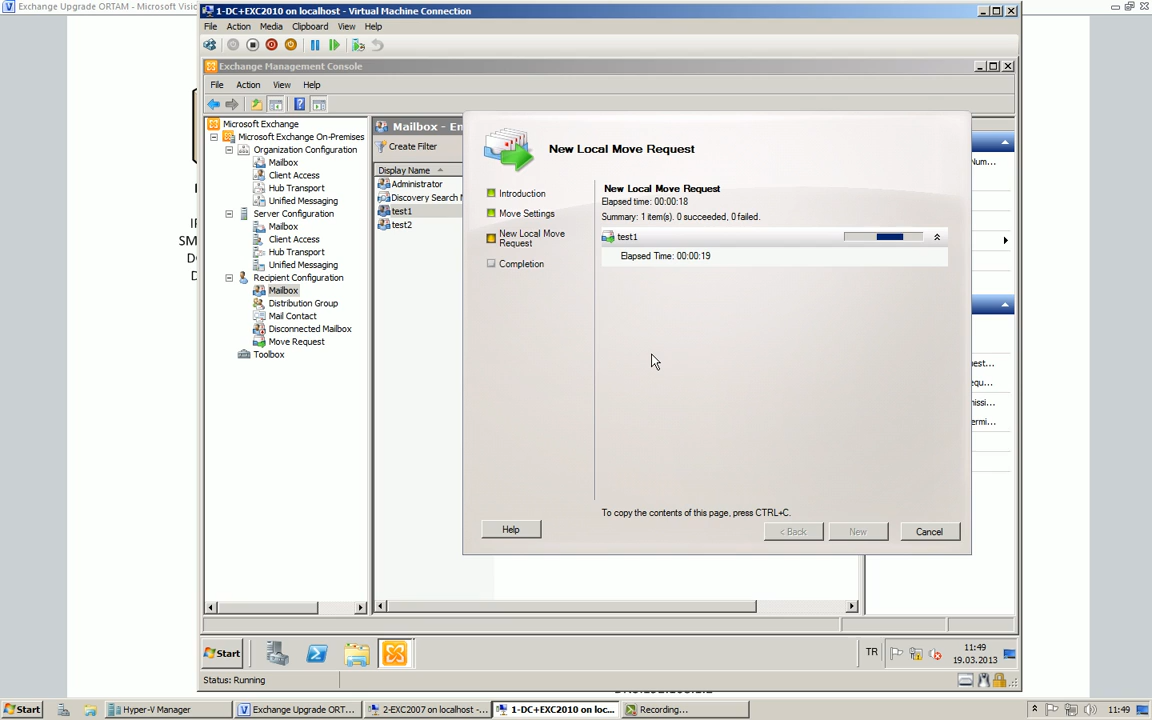 Exchange Upgrade ORTAM - Microsoft Visio
1-DC+EXC2010 on localhost - Virtual Machine Connection
File Action Media Clipboard View Help
Exchange Management Console
File Action View Help
Microsoft Exchange
Microsoft Exchange On-Premises
Organization Configuration
Mailbox
Client Access
Hub Transport
Unified Messaging
Server Configuration
Mailbox
Client Access
Hub Transport
Unified Messaging
Recipient Configuration
Mailbox
Distribution Group
Mail Contact
Disconnected Mailbox
Move Request
Toolbox
Mailbox - En
Create Filter
Display Name
Administrator
Discovery Search M
test1
test2
New Local Move Request
Introduction
Move Settings
New Local Move
Request
Completion
New Local Move Request
Elapsed time: 00:00:18
Summary: 1 item(s). 0 succeeded, 0 failed.
test1
Elapsed Time: 00:00:19
To copy the contents of this page, press CTRL+C.
Help
< Back
New
Cancel
Num...
est...
equ...
missi...
ermi...
Start
TR
11:49
19.03.2013
Status: Running
Start
Hyper-V Manager
Exchange Upgrade ORT...
2-EXC2007 on localhost -...
1-DC+EXC2010 on loc...
Recording...
11:49